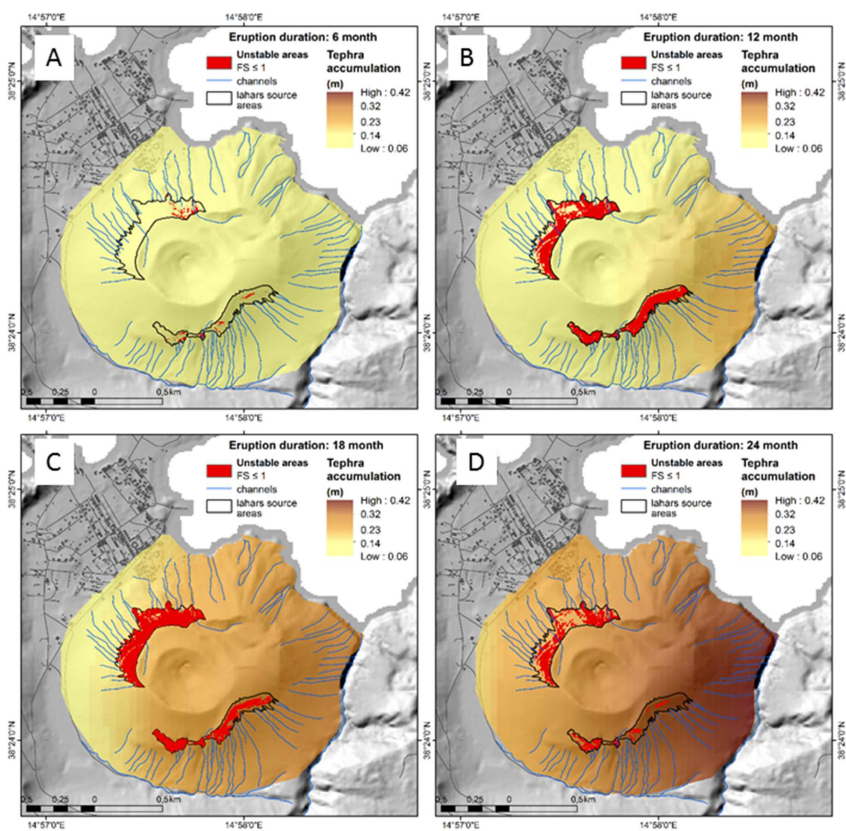 14°57'0"E 14°58'0"E 14°57'0"E 14°58'0"E
A
Eruption duration: 6 month
Unstable areas
FS ≤ 1
channels
lahars source
areas
Tephra
accumulation
(m)
High : 0.42
0.32
0.23
0.14
Low : 0.06
38°25'0"N
38°24'0"N
0.5 0.25 0 0.5km
B
Eruption duration: 12 month
Unstable areas
FS ≤ 1
channels
lahars source
areas
Tephra
accumulation
(m)
High : 0.42
0.32
0.23
0.14
Low : 0.06
38°25'0"N
38°24'0"N
0.5 0.25 0 0.5km
14°57'0"E 14°58'0"E 14°57'0"E 14°58'0"E
C
Eruption duration: 18 month
Unstable areas
FS ≤ 1
channels
lahars source
areas
Tephra
accumulation
(m)
High : 0.42
0.32
0.23
0.14
Low : 0.06
38°25'0"N
38°24'0"N
0.5 0.25 0 0.5km
D
Eruption duration: 24 month
Unstable areas
FS ≤ 1
channels
lahars source
areas
Tephra
accumulation
(m)
High : 0.42
0.32
0.23
0.14
Low : 0.06
38°25'0"N
38°24'0"N
0.5 0.25 0 0.5km
14°57'0"E 14°58'0"E 14°57'0"E 14°58'0"E